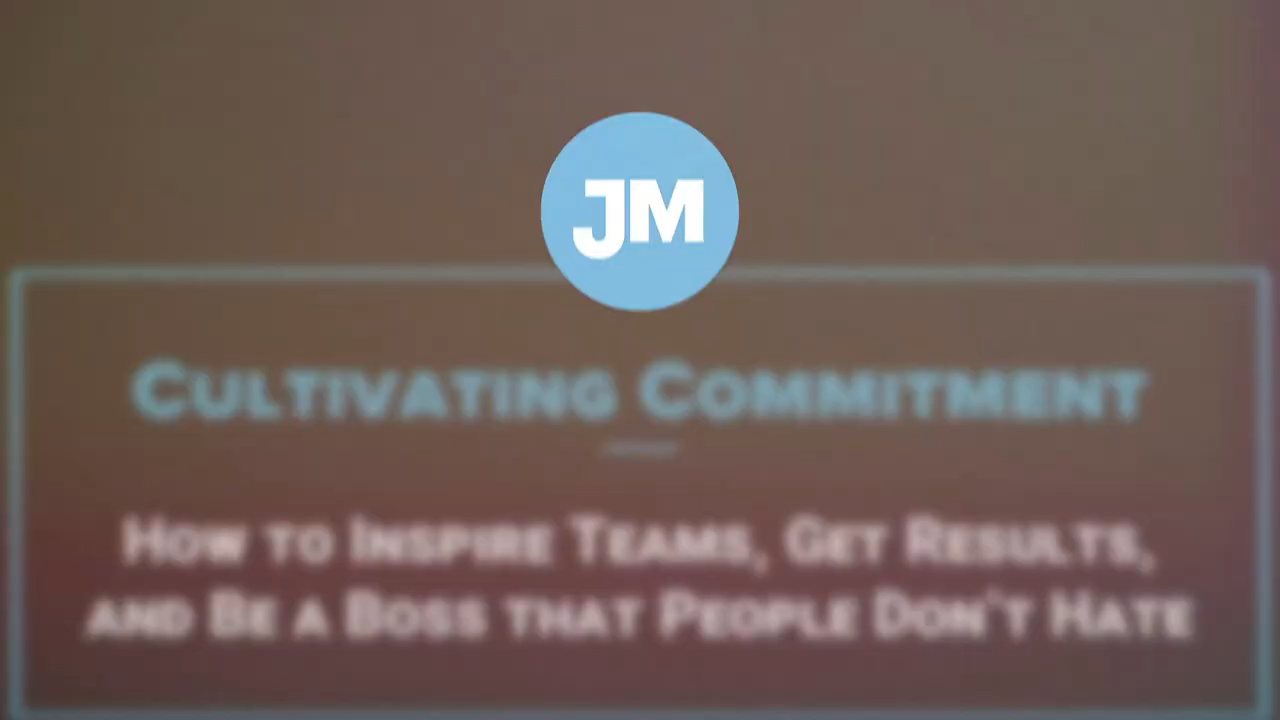 JM
Cultivating Commitment
How to Inspire Teams, Get Results,
and Be a Boss that People Don't Hate